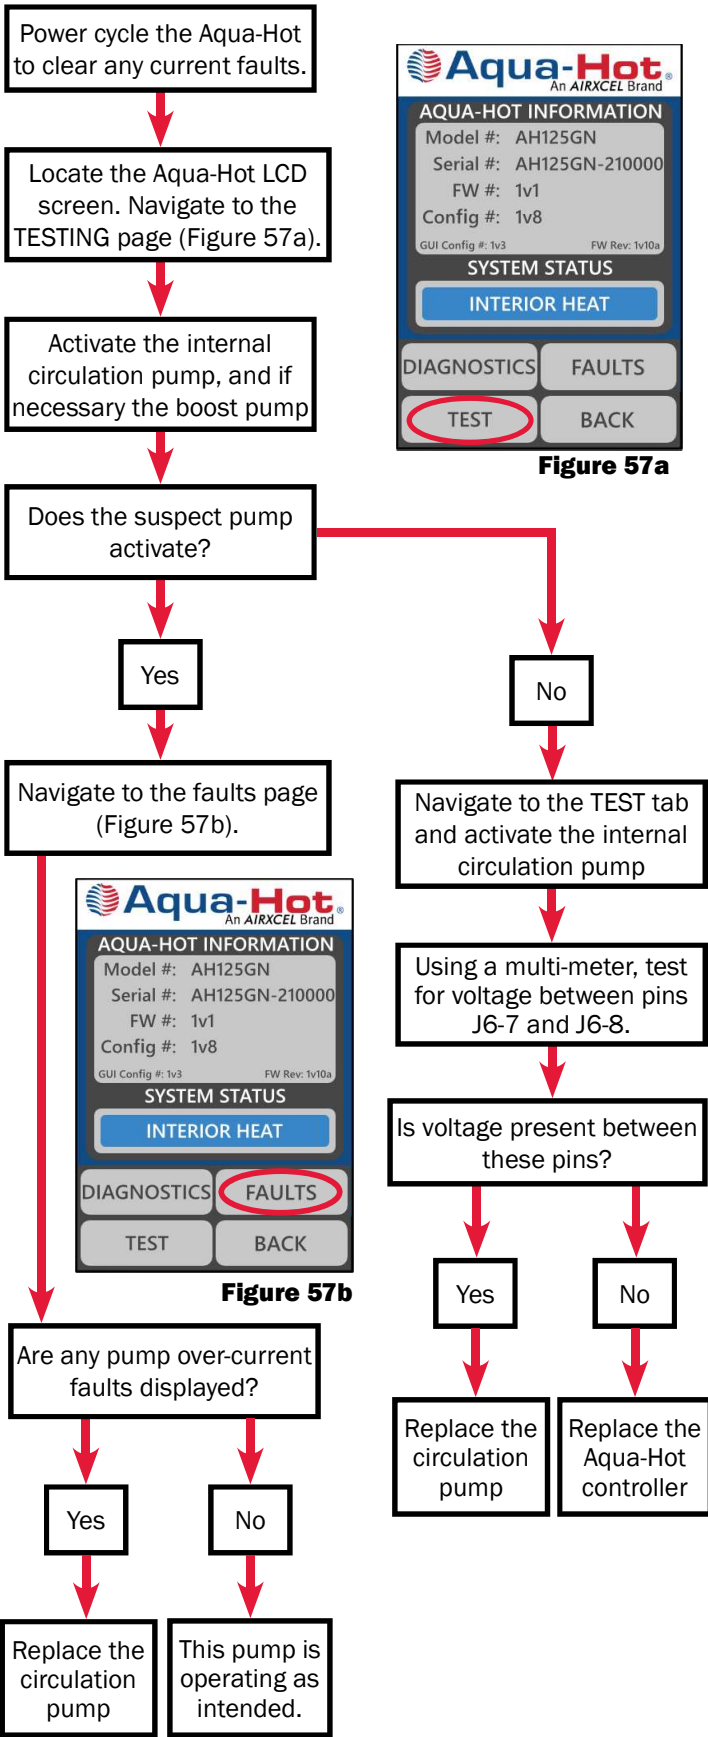 Power cycle the Aqua-Hot
to clear any current faults.
Locate the Aqua-Hot LCD
screen. Navigate to the
TESTING page (Figure 57a).
Activate the internal
circulation pump, and if
necessary the boost pump
Does the suspect pump
activate?
Aqua-Hot®
An AIRXCEL Brand
AQUA-HOT INFORMATION
Model #: AH125GN
Serial #: AH125GN-210000
FW #: 1v1
Config #: 1v8
GUI Config #: 1v3 FW Rev: 1v10a
SYSTEM STATUS
INTERIOR HEAT
DIAGNOSTICS FAULTS
TEST BACK
Figure 57a
Yes
Navigate to the faults page
(Figure 57b).
Aqua-Hot®
An AIRXCEL Brand
AQUA-HOT INFORMATION
Model #: AH125GN
Serial #: AH125GN-210000
FW #: 1v1
Config #: 1v8
GUI Config #: 1v3 FW Rev: 1v10a
SYSTEM STATUS
INTERIOR HEAT
DIAGNOSTICS FAULTS
TEST BACK
Figure 57b
Are any pump over-current
faults displayed?
Yes No
Replace the
circulation
pump
This pump is
operating as
intended.
No
Navigate to the TEST tab
and activate the internal
circulation pump
Using a multi-meter, test
for voltage between pins
J6-7 and J6-8.
Is voltage present between
these pins?
Yes No
Replace the
circulation
pump
Replace the
Aqua-Hot
controller